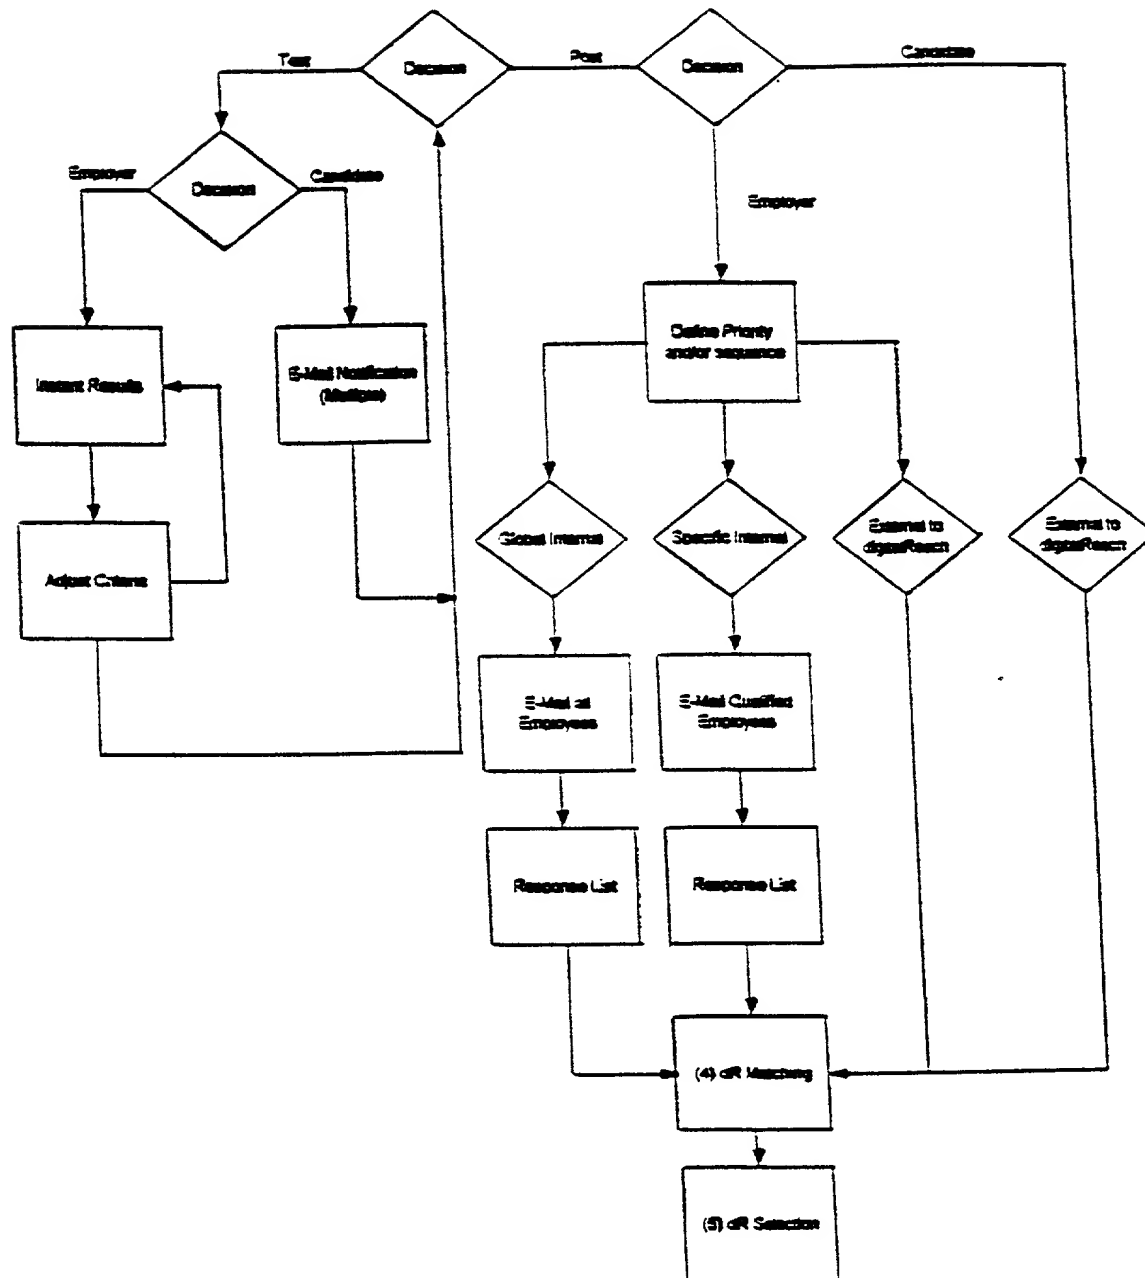 Test
Decision
Post
Decision
Candidate
Employer
Decision
Candidate
Employer
Define Priority
and/or sequence
Instant Results
E-Mail Notification
(Multiple)
Global Internal
Specific Internal
External to
digitalReach
External to
digitalReach
Adjust Criteria
E-Mail all
Employees
E-Mail Qualified
Employees
Response List
Response List
(4) dR Matching
(5) dR Selection